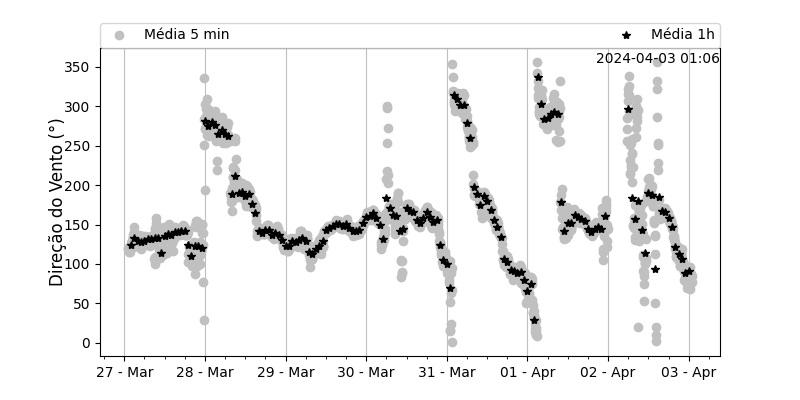 Média 5 min
Média 1h
2024-04-03 01:06
Direção do Vento (°)
350
300
250
200
150
100
50
0
27 - Mar
28 - Mar
29 - Mar
30 - Mar
31 - Mar
01 - Apr
02 - Apr
03 - Apr